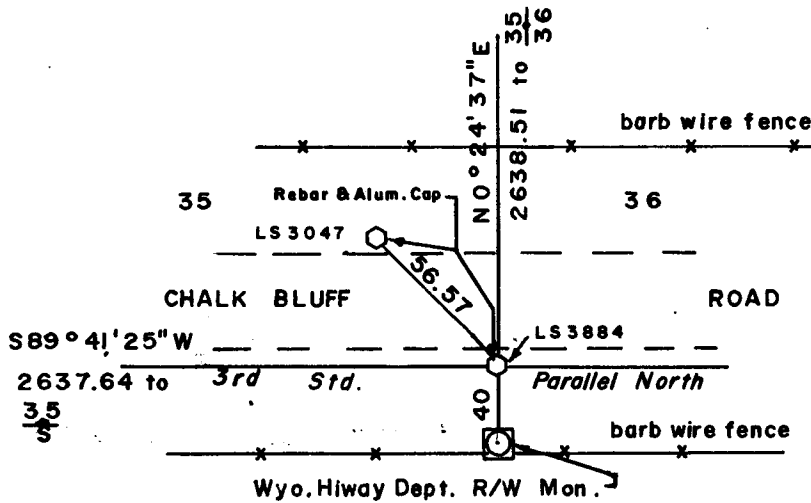 N 0° 24' 37" E
2638.51 to 35
36
barb wire fence
35
Rebar & Alum. Cap
36
LS 3047
56.57
CHALK BLUFF
ROAD
S 89° 41' 25" W
LS 3884
2637.64 to
3rd Std. Parallel North
35
S
40
barb wire fence
Wyo. Hiway Dept. R/W Mon.